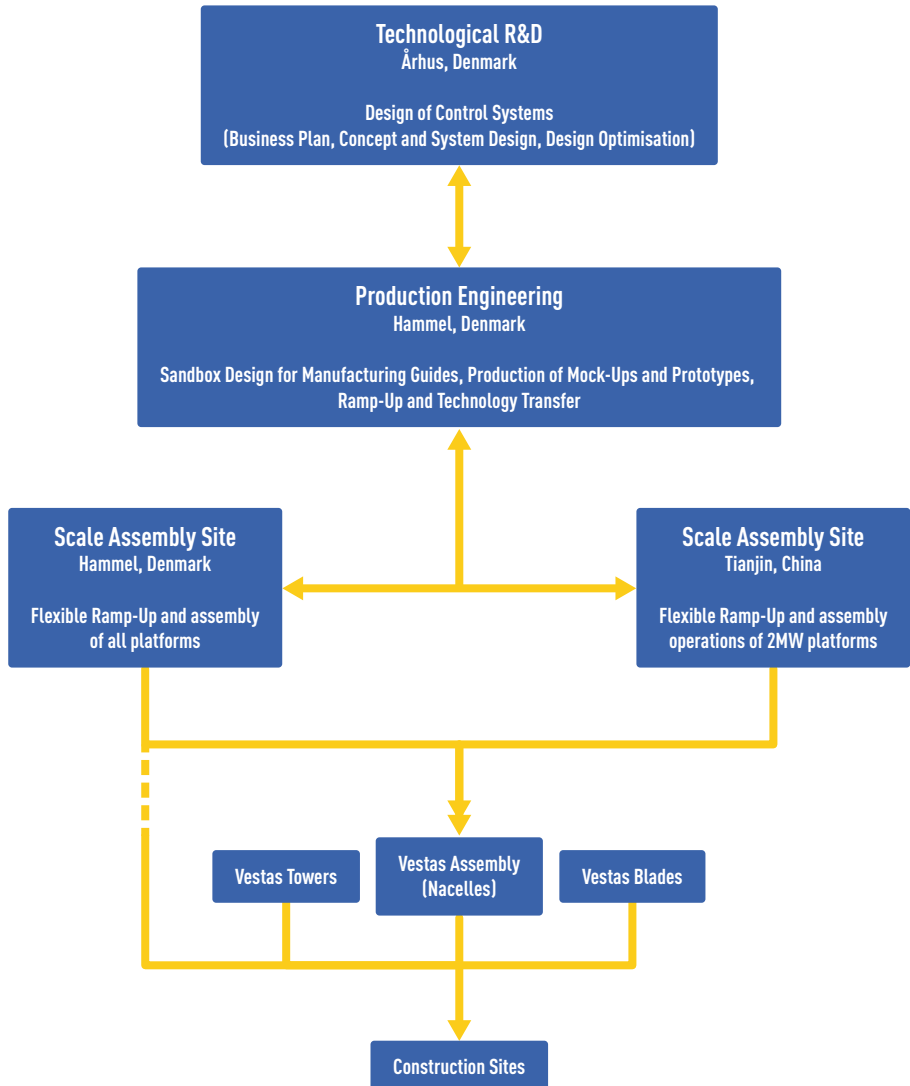 Technological R&D
Århus, Denmark
Design of Control Systems
(Business Plan, Concept and System Design, Design Optimisation)
Production Engineering
Hammel, Denmark
Sandbox Design for Manufacturing Guides, Production of Mock-Ups and Prototypes,
Ramp-Up and Technology Transfer
Scale Assembly Site
Hammel, Denmark
Flexible Ramp-Up and assembly
of all platforms
Scale Assembly Site
Tianjin, China
Flexible Ramp-Up and assembly
operations of 2MW platforms
Vestas Towers
Vestas Assembly
(Nacelles)
Vestas Blades
Construction Sites